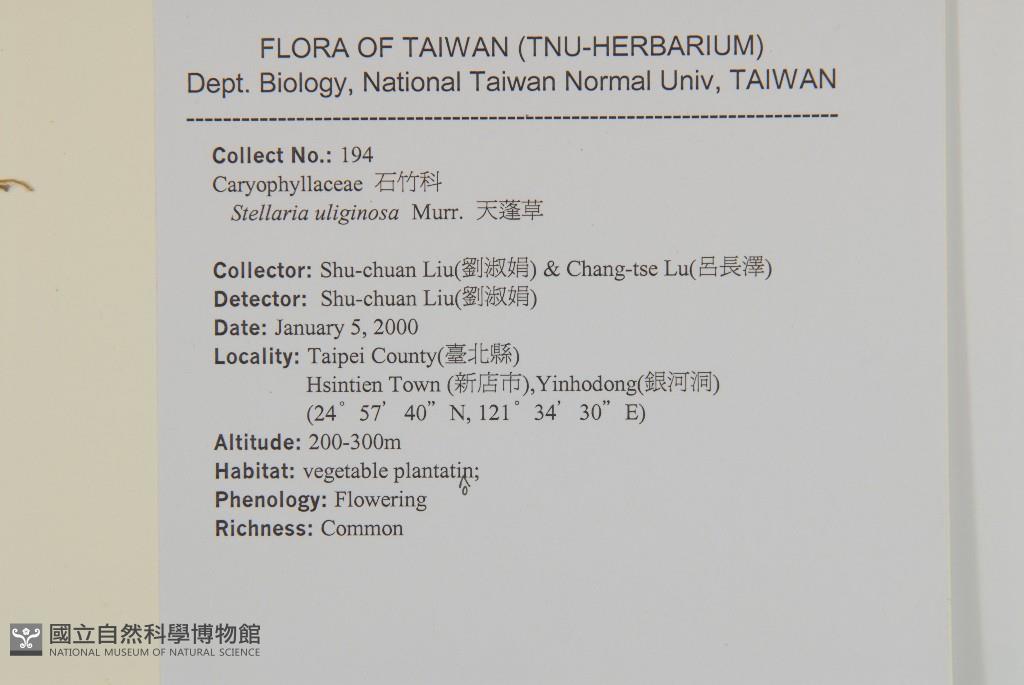 FLORA OF TAIWAN (TNU-HERBARIUM)
Dept. Biology, National Taiwan Normal Univ, TAIWAN
--------------------------------------------------------------------
Collect No.: 194
Caryophyllaceae 石竹科
Stellaria uliginosa Murr. 天蓬草
Collector: Shu-chuan Liu(劉淑娟) & Chang-tse Lu(呂長澤)
Detector: Shu-chuan Liu(劉淑娟)
Date: January 5, 2000
Locality: Taipei County(臺北縣)
Hsintien Town (新店市),Yinhodong(銀河洞)
(24° 57’ 40” N, 121° 34’ 30” E)
Altitude: 200-300m
Habitat: vegetable plantatin;
o
Phenology: Flowering
Richness: Common
國立自然科學博物館
NATIONAL MUSEUM OF NATURAL SCIENCE